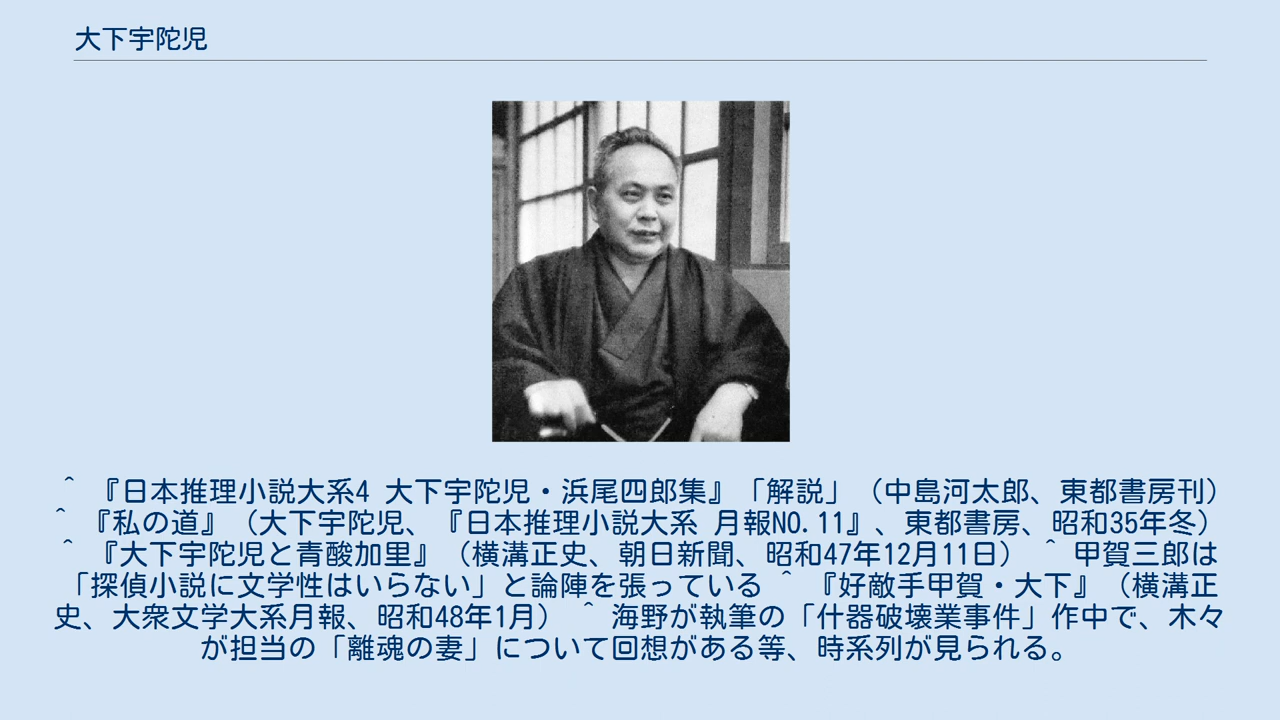 大下宇陀児
^ 『日本推理小説大系4 大下宇陀児・浜尾四郎集』「解説」（中島河太郎、東都書房刊）
^ 『私の道』（大下宇陀児、『日本推理小説大系 月報NO.11』、東都書房、昭和35年冬）
^ 『大下宇陀児と青酸加里』（横溝正史、朝日新聞、昭和47年12月11日） ^ 甲賀三郎は
「探偵小説に文学性はいらない」と論陣を張っている ^ 『好敵手甲賀・大下』（横溝正
史、大衆文学大系月報、昭和48年1月） ^ 海野が執筆の「什器破壊業事件」作中で、木々
が担当の「離魂の妻」について回想がある等、時系列が見られる。